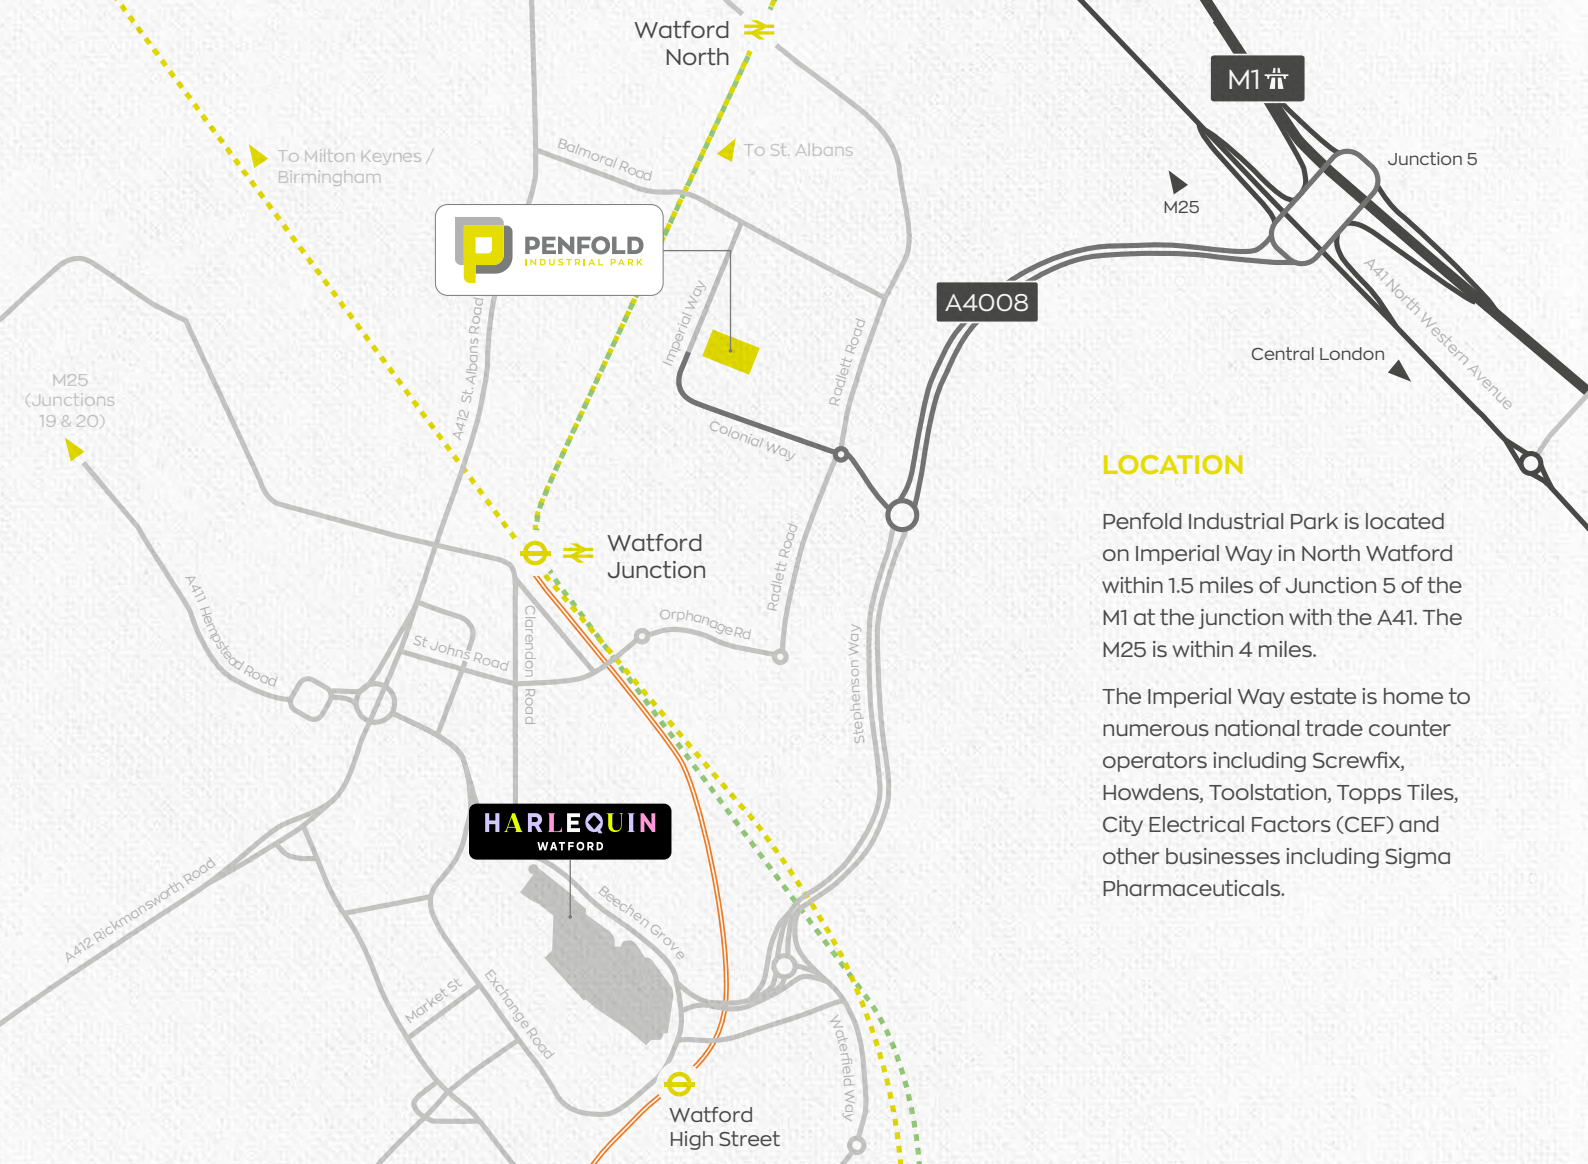 Watford
North
M1
To St. Albans
To Milton Keynes /
Birmingham
Balmoral Road
Junction 5
M25
PENFOLD
INDUSTRIAL PARK
A4008
A41 North Western Avenue
Imperial Way
A412 St. Albans Road
Radlett Road
Central London
M25
(Junctions
19 & 20)
Colonial Way
LOCATION
Penfold Industrial Park is located
on Imperial Way in North Watford
within 1.5 miles of Junction 5 of the
M1 at the junction with the A41. The
M25 is within 4 miles.
The Imperial Way estate is home to
numerous national trade counter
operators including Screwfix,
Howdens, Toolstation, Topps Tiles,
City Electrical Factors (CEF) and
other businesses including Sigma
Pharmaceuticals.
Watford
Junction
Radlett Road
A411 Hempstead Road
Clarendon Road
Orphanage Rd
St Johns Road
Stephenson Way
HARLEQUIN
WATFORD
A412 Rickmansworth Road
Beechen Grove
Market St
Exchange Road
Waterfield Way
Watford
High Street